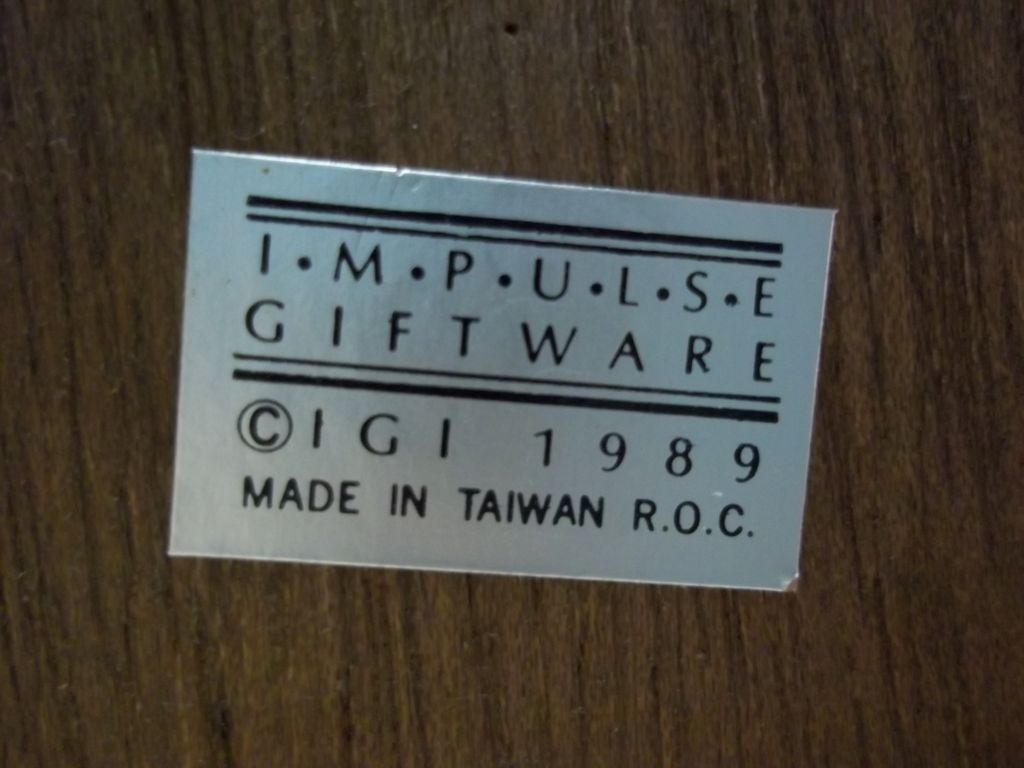 I·M·P·U·L·S·E
GIFTWARE
©IGI 1989
MADE IN TAIWAN R.O.C.